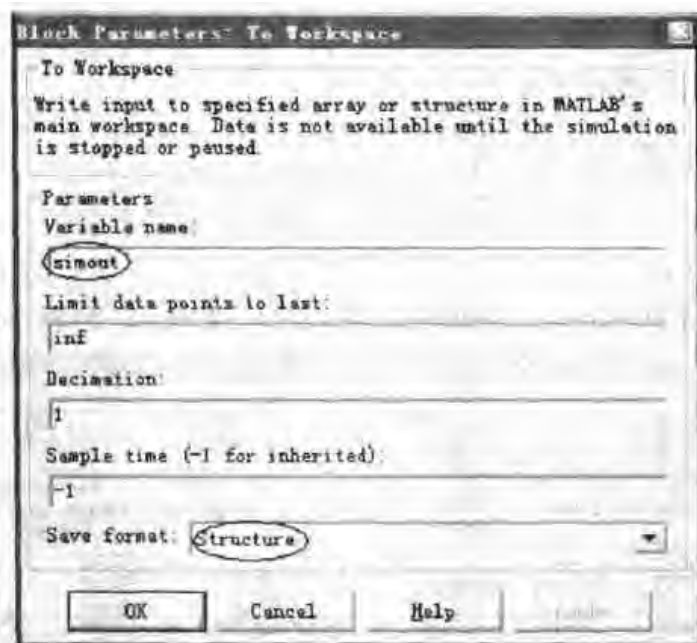 Block Parameters: To Workspace
To Workspace
Write input to specified array or structure in MATLAB's
main workspace. Data is not available until the simulation
is stopped or paused.
Parameters
Variable name:
simout
Limit data points to last:
inf
Decimation:
1
Sample time (-1 for inherited):
-1
Save format: Structure
OK Cancel Help